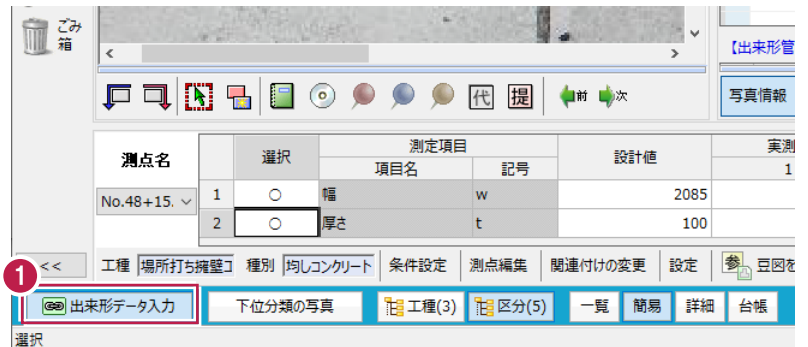 ごみ
箱
【出来形管
代 提 前 次
写真情報
測点名 選択 測定項目 設計値 実測
項目名 記号 1
No.48+15. 1 ○ 幅 w 2085
2 ○ 厚さ t 100
<< 工種 場所打ち擁壁工 種別 均しコンクリート 条件設定 測点編集 関連付けの変更 設定 参 豆図を
1
出来形データ入力 下位分類の写真 工種(3) 区分(5) 一覧 簡易 詳細 台帳
選択